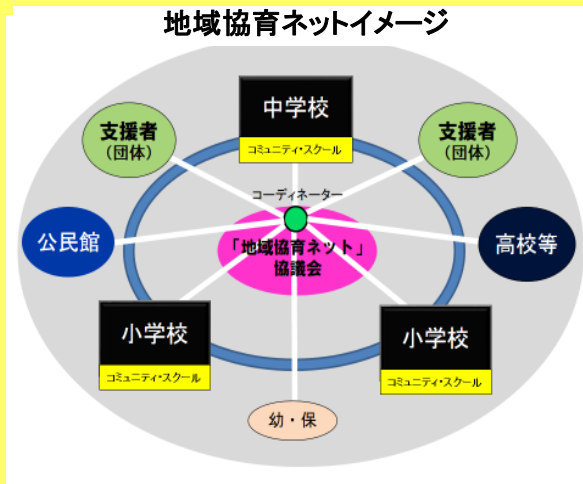 地域協育ネットイメージ
中学校
コミュニティ・スクール
支援者
(団体)
支援者
(団体)
コーディネーター
公民館
「地域協育ネット」
協議会
高校等
小学校
コミュニティ・スクール
小学校
コミュニティ・スクール
幼・保